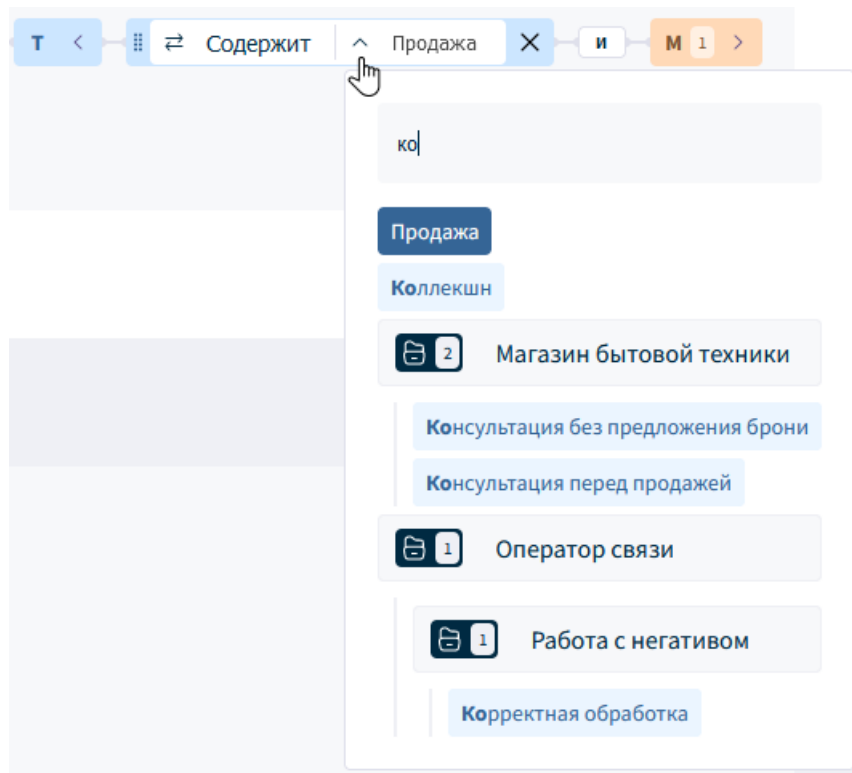 Т Содержит Продажа и М 1
ко
Продажа
Коллекшн
2 Магазин бытовой техники
Консультация без предложения брони
Консультация перед продажей
1 Оператор связи
1 Работа с негативом
Корректная обработка